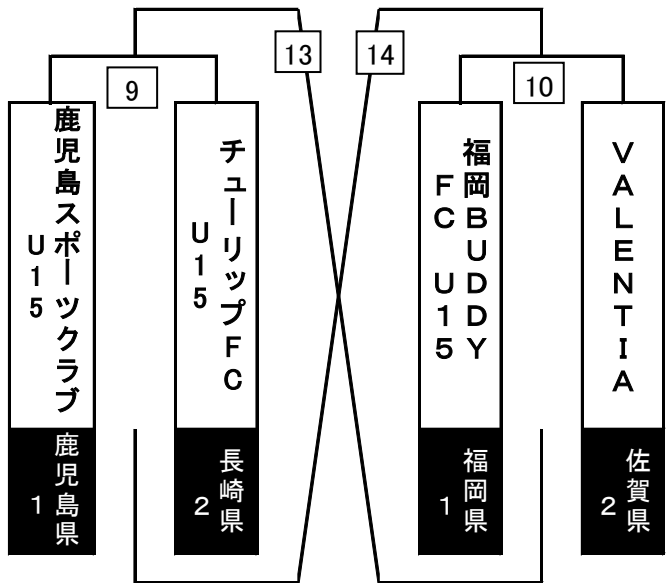 13
14
9
10
鹿児島スポーツクラブ
U15
チューリップFC
U15
福岡BUDDY
FC U15
VALENTIA
鹿児島県
1
長崎県
2
福岡県
1
佐賀県
2